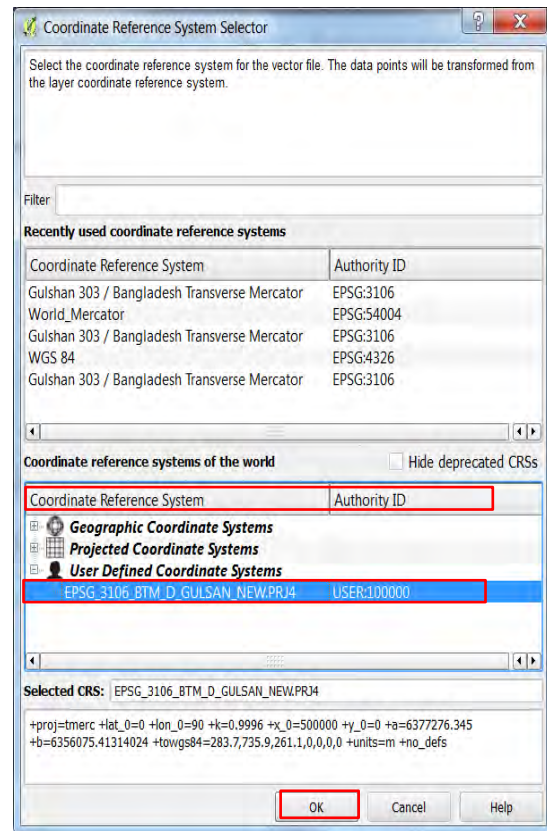 Coordinate Reference System Selector
Select the coordinate reference system for the vector file. The data points will be transformed from
the layer coordinate reference system.
Filter
Recently used coordinate reference systems
Coordinate Reference System Authority ID
Gulshan 303 / Bangladesh Transverse Mercator EPSG:3106
World_Mercator EPSG:54004
Gulshan 303 / Bangladesh Transverse Mercator EPSG:3106
WGS 84 EPSG:4326
Gulshan 303 / Bangladesh Transverse Mercator EPSG:3106
Coordinate reference systems of the world Hide deprecated CRSs
Coordinate Reference System Authority ID
Geographic Coordinate Systems
Projected Coordinate Systems
User Defined Coordinate Systems
EPSG_3106_BTM_D_GULSAN_NEW.PRJ4 USER:100000
Selected CRS: EPSG_3106_BTM_D_GULSAN_NEW.PRJ4
+proj=tmerc +lat_0=0 +lon_0=90 +k=0.9996 +x_0=500000 +y_0=0 +a=6377276.345
+b=6356075.41314024 +towgs84=283.7,735.9,261.1,0,0,0,0 +units=m +no_defs
OK Cancel Help